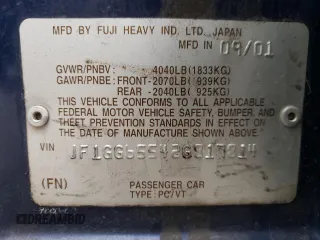 MFD BY FUJI HEAVY IND. LTD. JAPAN
MFD IN 09/01
GVWR/PNBV - 4040LB(1833KG)
GAWR/PNBE: FRONT-2070LB( 939KG)
REAR -2040LB( 925KG)
THIS VEHICLE CONFORMS TO ALL APPLICABLE
FEDERAL MOTOR VEHICLE SAFETY, BUMPER, AND
THEFT PREVENTION STANDARDS IN EFFECT ON
THE DATE OF MANUFACTURE SHOWN ABOVE.
VIN
(FN) PASSENGER CAR
TYPE PC/VT